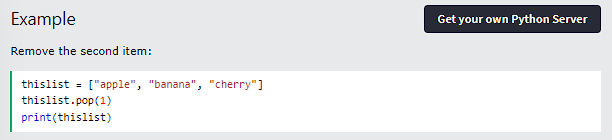 Example
Get your own Python Server
Remove the second item:
thislist = ["apple", "banana", "cherry"]
thislist.pop(1)
print(thislist)